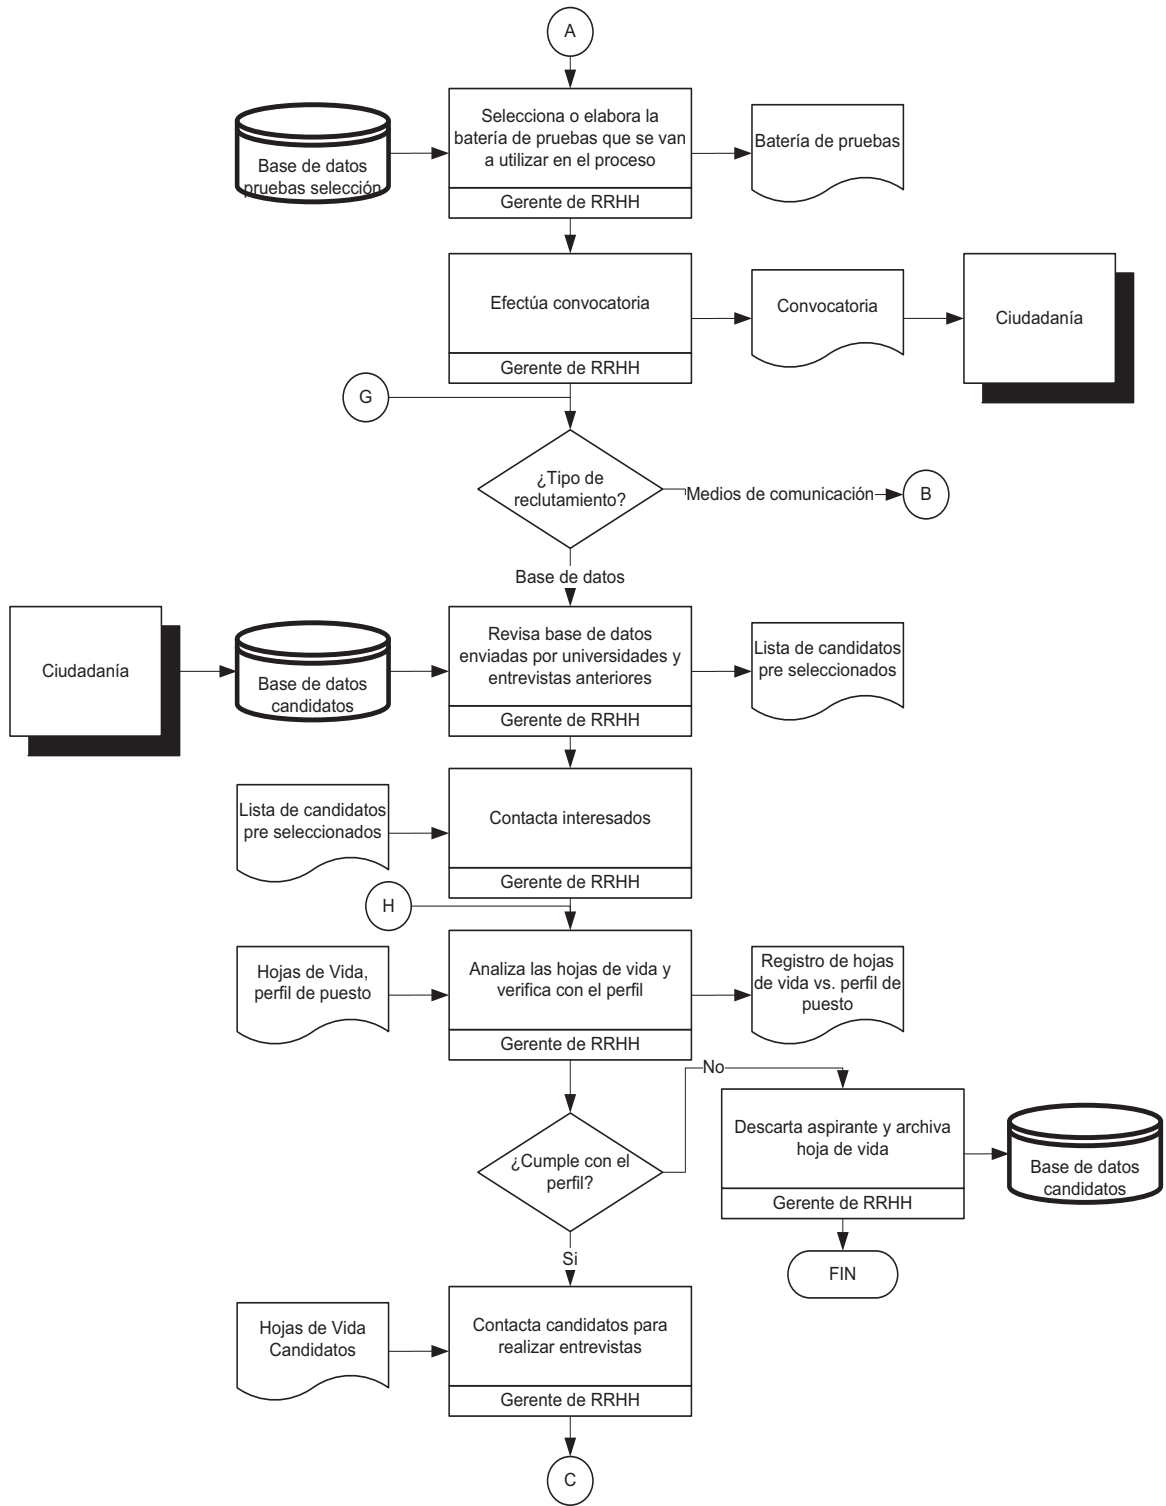 A
Selecciona o elabora la
batería de pruebas que se van
a utilizar en el proceso
Gerente de RRHH
Base de datos
pruebas selección
Batería de pruebas
Efectúa convocatoria
Gerente de RRHH
Convocatoria
Ciudadanía
G
¿Tipo de
reclutamiento?
Medios de comunicación
B
Base de datos
Ciudadanía
Base de datos
candidatos
Revisa base de datos
enviadas por universidades y
entrevistas anteriores
Gerente de RRHH
Lista de candidatos
pre seleccionados
Lista de candidatos
pre seleccionados
Contacta interesados
Gerente de RRHH
H
Hojas de Vida,
perfil de puesto
Analiza las hojas de vida y
verifica con el perfil
Gerente de RRHH
Registro de hojas
de vida vs. perfil de
puesto
No
¿Cumple con el
perfil?
Descarta aspirante y archiva
hoja de vida
Gerente de RRHH
Base de datos
candidatos
FIN
Si
Hojas de Vida
Candidatos
Contacta candidatos para
realizar entrevistas
Gerente de RRHH
C